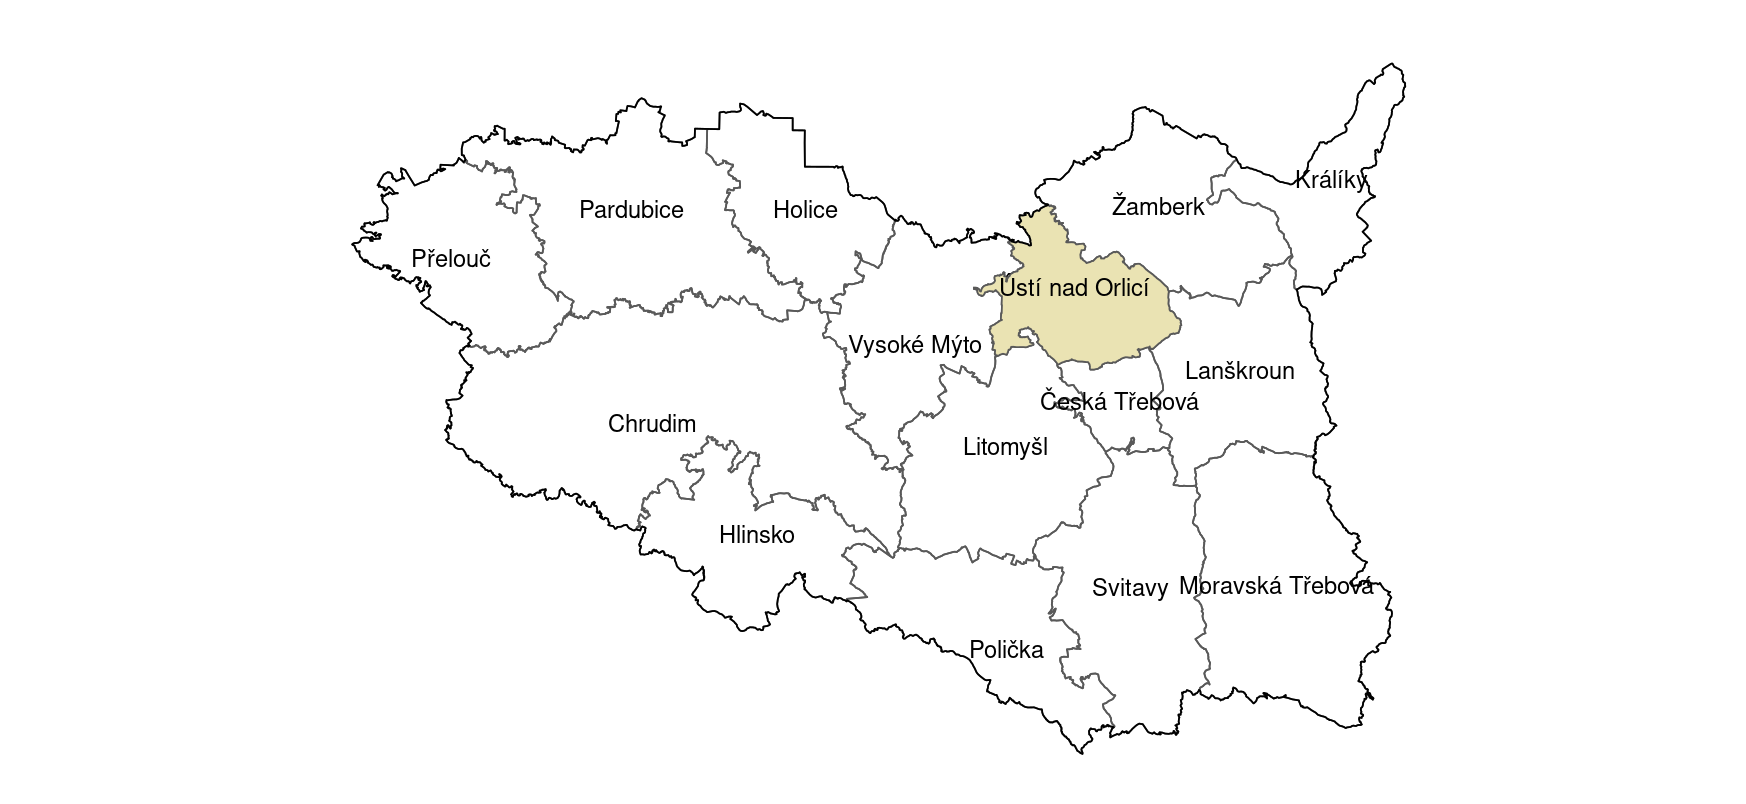 Králíky
Žamberk
Pardubice
Holice
Přelouč
Ústí nad Orlicí
Vysoké Mýto
Lanškroun
Česká Třebová
Chrudim
Litomyšl
Hlinsko
Svitavy
Moravská Třebová
Polička